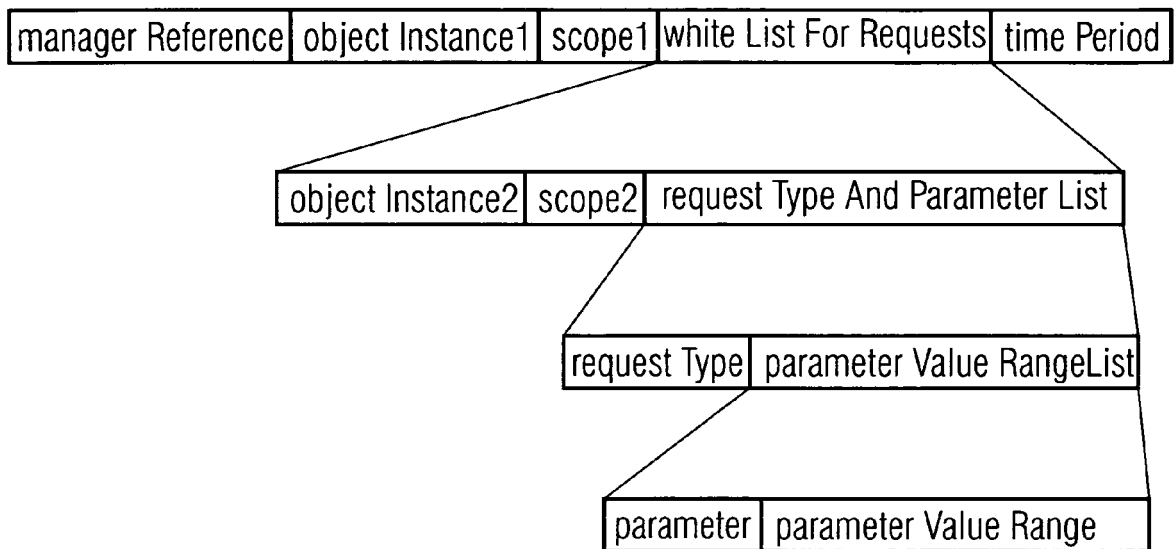 manager Reference object Instance1 scope1 white List For Requests time Period
object Instance2 scope2 request Type And Parameter List
request Type parameter Value RangeList
parameter parameter Value Range